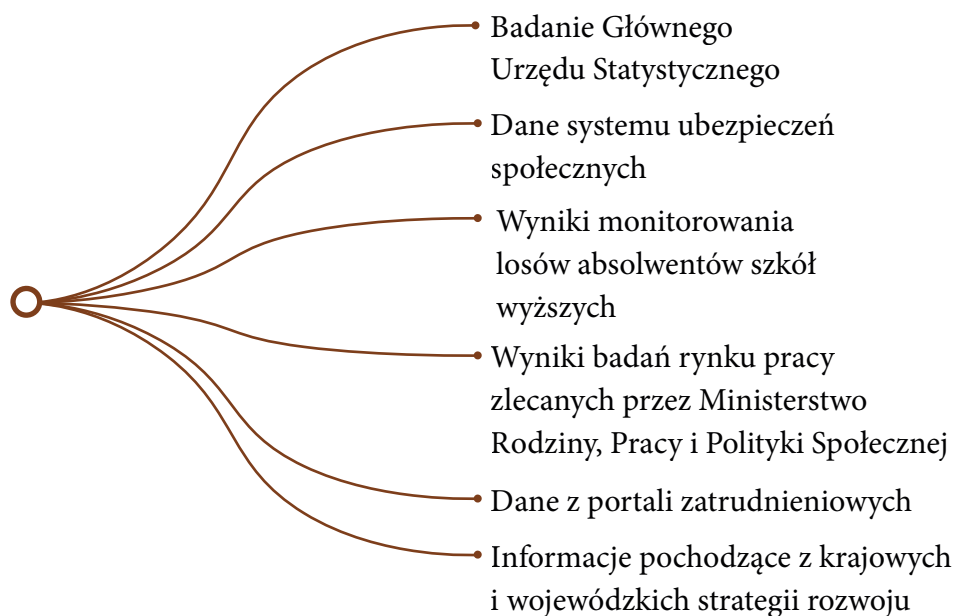 Badanie Głównego
Urzędu Statystycznego
Dane systemu ubezpieczeń
społecznych
Wyniki monitorowania
losów absolwentów szkół
wyższych
Wyniki badań rynku pracy
zlecanych przez Ministerstwo
Rodziny, Pracy i Polityki Społecznej
Dane z portali zatrudnieniowych
Informacje pochodzące z krajowych
i wojewódzkich strategii rozwoju